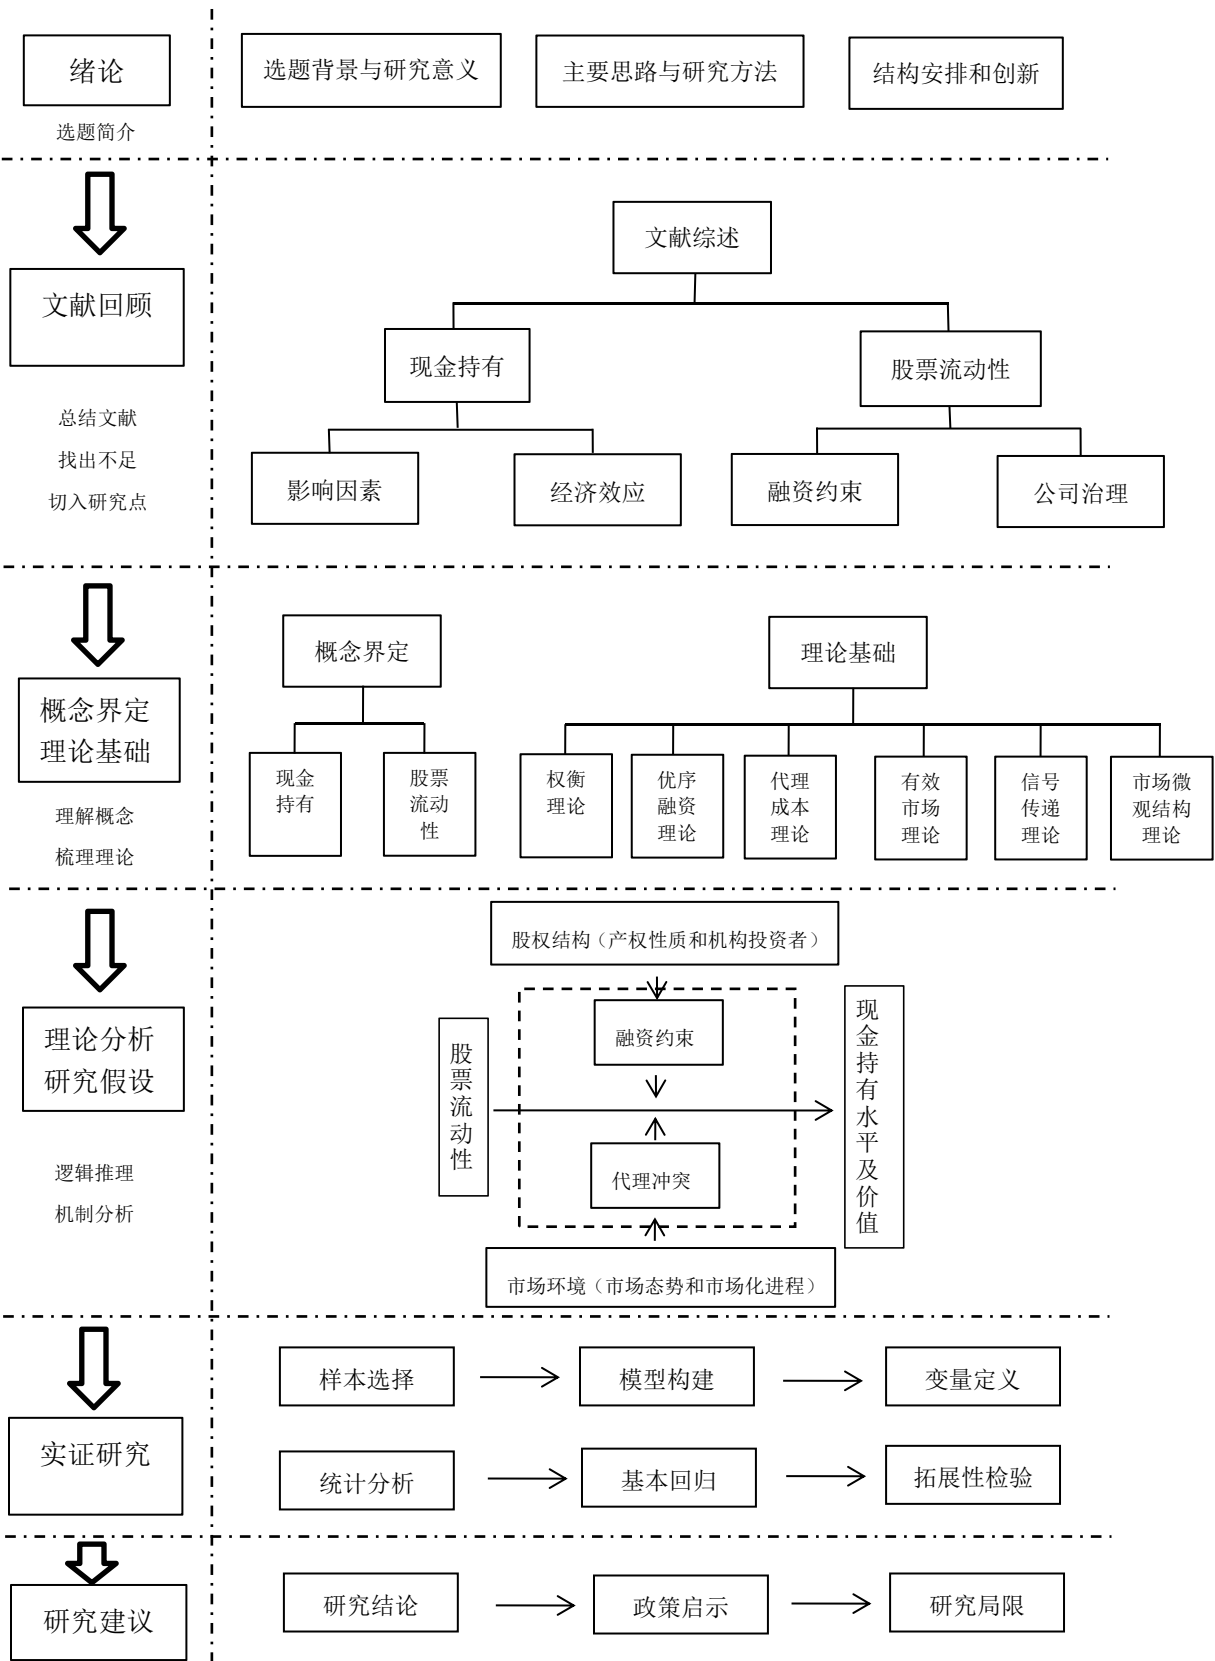 绪论
选题简介
选题背景与研究意义
主要思路与研究方法
结构安排和创新
文献回顾
总结文献
找出不足
切入研究点
文献综述
现金持有
股票流动性
影响因素
经济效应
融资约束
公司治理
概念界定
理论基础
理解概念
梳理理论
概念界定
理论基础
现金
持有
股票
流动
性
权衡
理论
优序
融资
理论
代理
成本
理论
有效
市场
理论
信号
传递
理论
市场微
观结构
理论
理论分析
研究假设
逻辑推理
机制分析
股权结构（产权性质和机构投资者）
股票流动性
融资约束
代理冲突
现金持有水平及价值
市场环境（市场态势和市场化进程）
实证研究
样本选择
模型构建
变量定义
统计分析
基本回归
拓展性检验
研究建议
研究结论
政策启示
研究局限